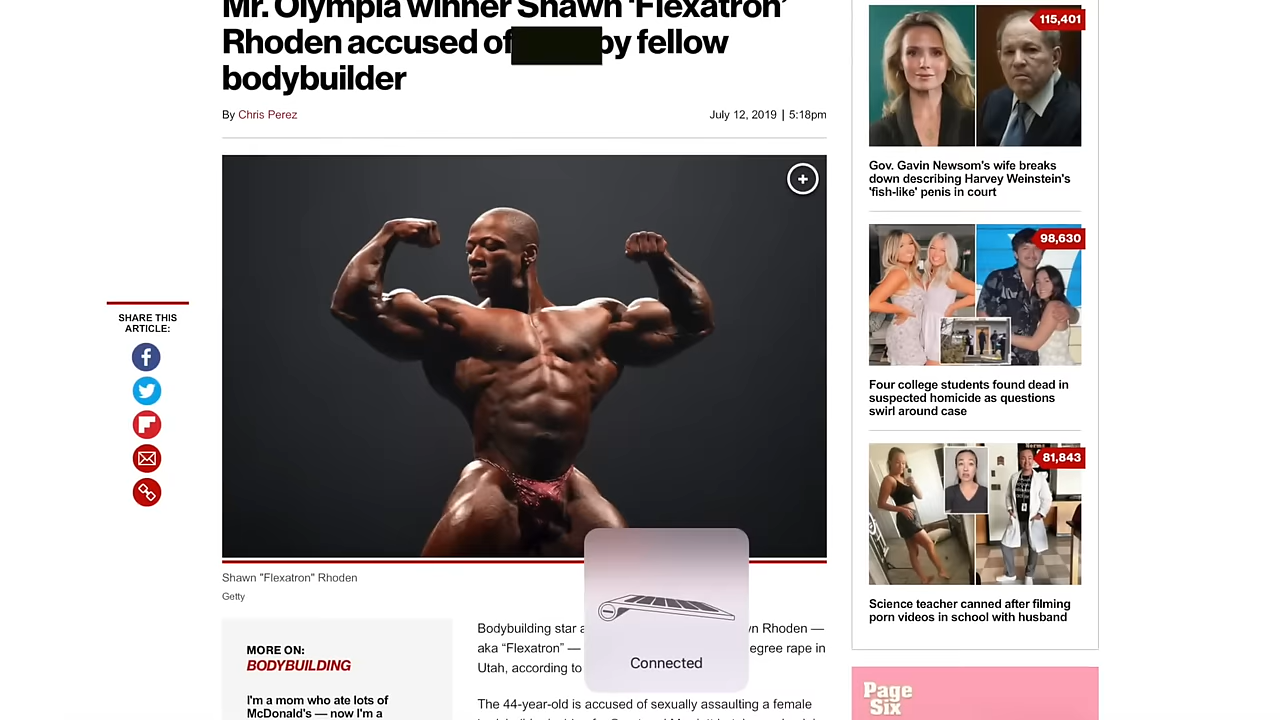 Mr. Olympia winner Shawn 'Flexatron'
Rhoden accused of by fellow
bodybuilder
By Chris Perez
July 12, 2019 | 5:18pm
SHARE THIS
ARTICLE:
Shawn "Flexatron" Rhoden
Getty
MORE ON:
BODYBUILDING
I'm a mom who ate lots of
McDonald's — now I'm a
Bodybuilding star Rhoden —
aka “Flexatron” — rape in
Utah, according to
The 44-year-old is accused of sexually assaulting a female
Connected
115,401
Gov. Gavin Newsom's wife breaks
down describing Harvey Weinstein's
'fish-like' penis in court
98,630
Four college students found dead in
suspected homicide as questions
swirl around case
81,843
Science teacher canned after filming
porn videos in school with husband
Page
Six